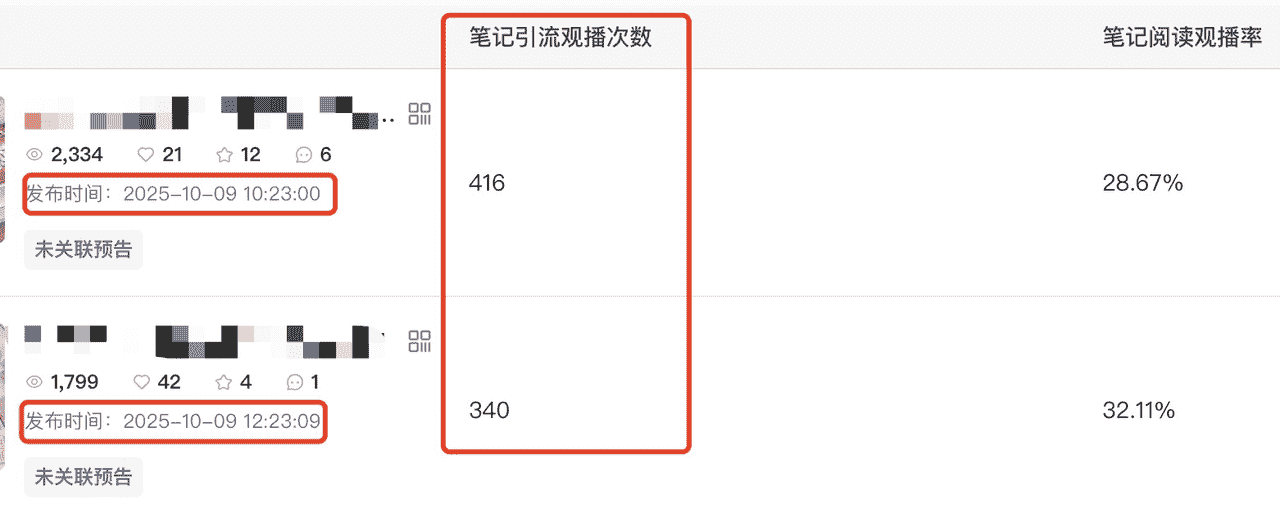 笔记引流观播次数 笔记阅读观播率
2,334 21 12 6
发布时间：2025-10-09 10:23:00
416 28.67%
未关联预告
1,799 42 4 1
发布时间：2025-10-09 12:23:09
340 32.11%
未关联预告